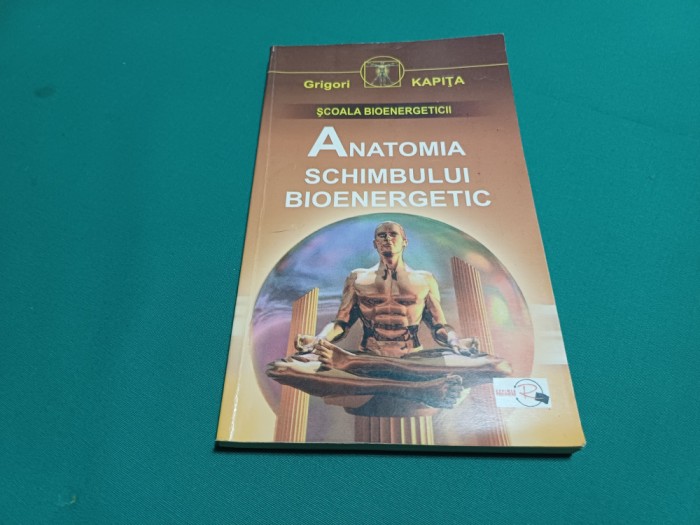 Grigori KAPIȚA
ȘCOALA BIOENERGETICII
ANATOMIA
SCHIMBULUI
BIOENERGETIC